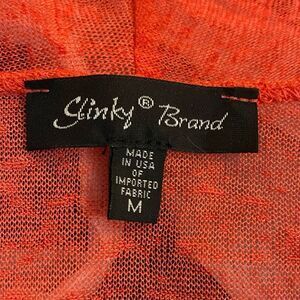 Slinky® Brand
MADE
IN USA
OF
IMPORTED
FABRIC
M